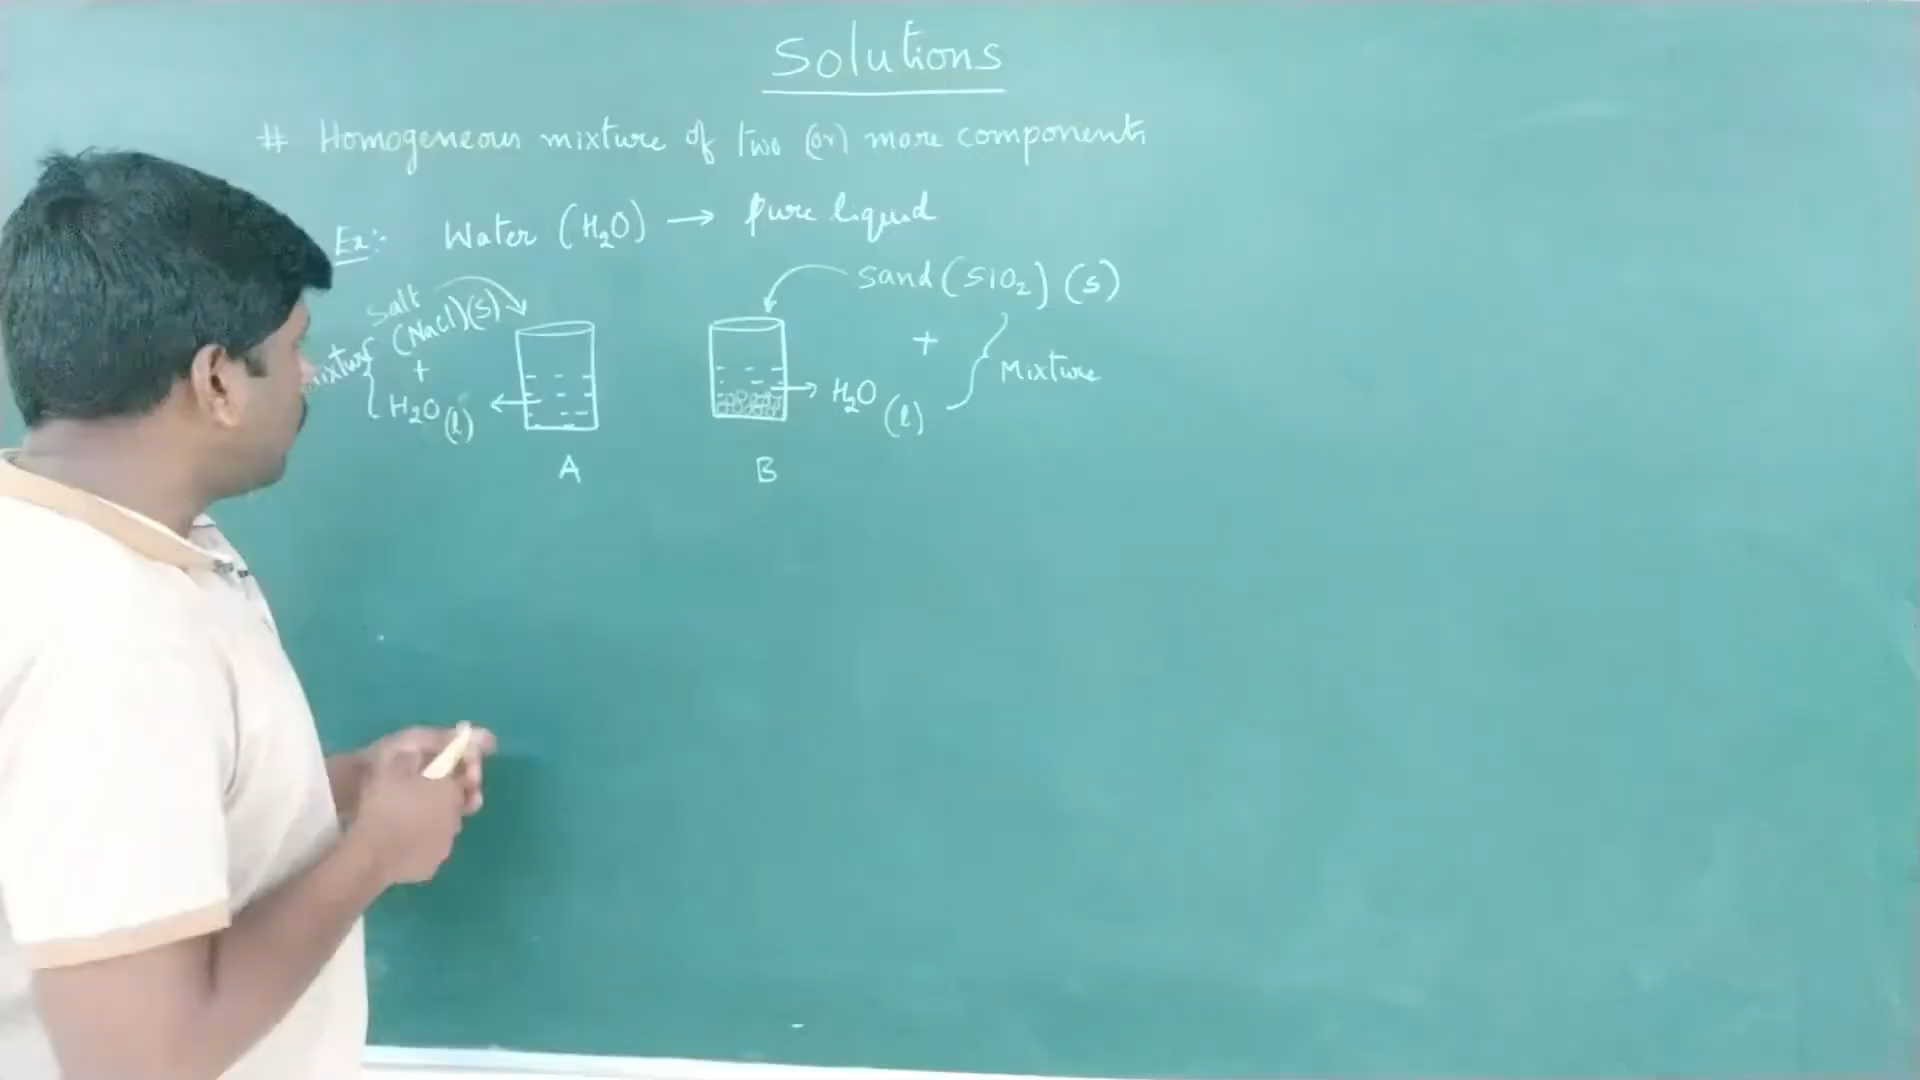 Solutions
# Homogeneous mixture of two (or) more components
Ex:- Water (H₂O) → pure liquid
Salt
(NaCl)(s)
+
H₂O (l)
A
Sand (SiO₂) (s)
+
H₂O (l)
Mixture
B